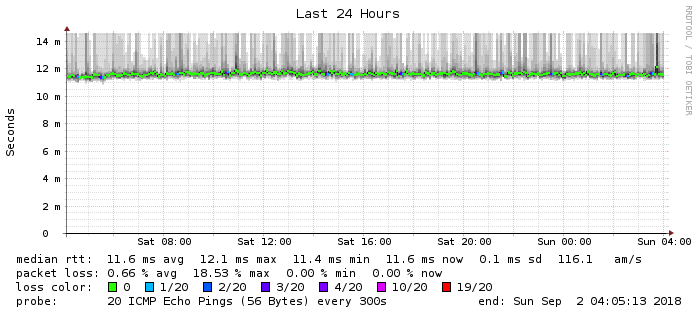 Last 24 Hours
RRDTOOL / TOBI OETIKER
Seconds
14 m
12 m
10 m
8 m
6 m
4 m
2 m
0
Sat 08:00 Sat 12:00 Sat 16:00 Sat 20:00 Sun 00:00 Sun 04:00
median rtt: 11.6 ms avg 12.1 ms max 11.4 ms min 11.6 ms now 0.1 ms sd 116.1 am/s
packet loss: 0.66 % avg 18.53 % max 0.00 % min 0.00 % now
loss color: 0 1/20 2/20 3/20 4/20 10/20 19/20
probe: 20 ICMP Echo Pings (56 Bytes) every 300s end: Sun Sep 2 04:05:13 2018